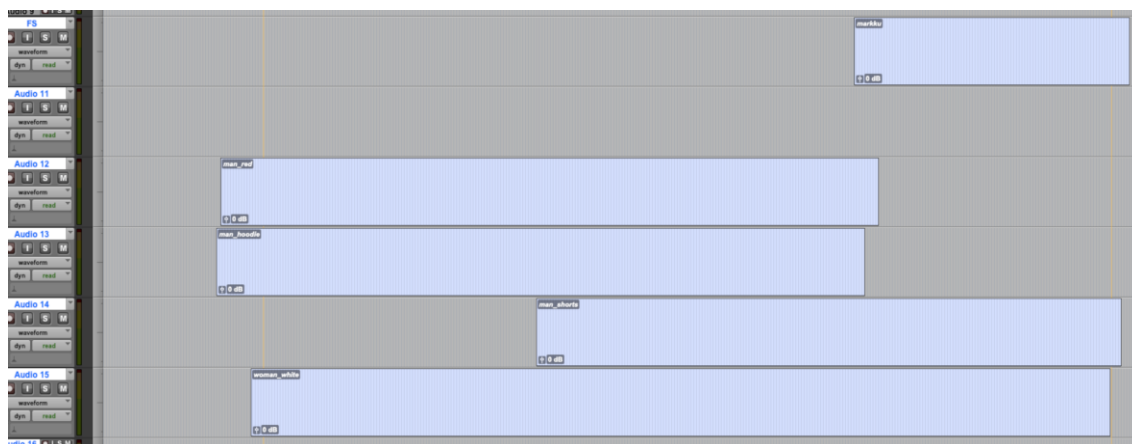 FS
I S M
waveform
dyn read
markku
0 dB
Audio 11
I S M
waveform
dyn read
Audio 12
I S M
waveform
dyn read
man_red
0 dB
Audio 13
I S M
waveform
dyn read
man_hoodie
0 dB
Audio 14
I S M
waveform
dyn read
man_shorts
0 dB
Audio 15
I S M
waveform
dyn read
woman_white
0 dB